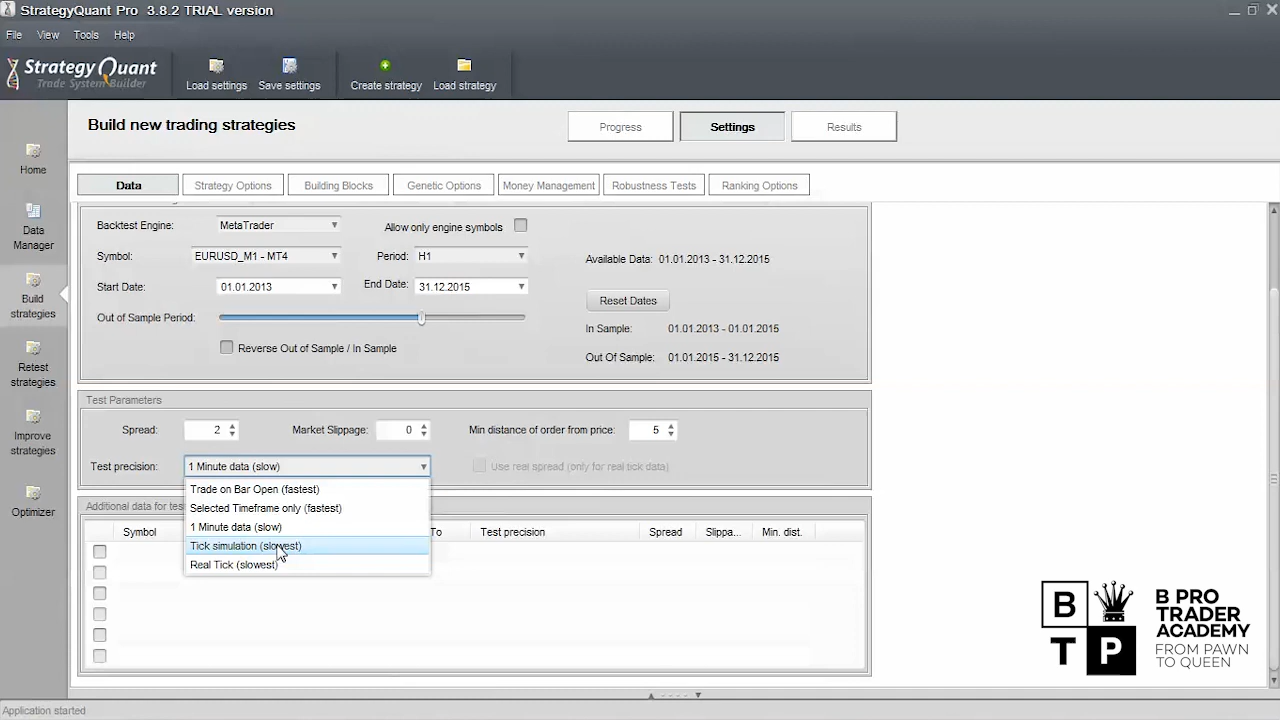 StrategyQuant Pro 3.8.2 TRIAL version
File View Tools Help
StrategyQuant
Trade System Builder
Load settings Save settings Create strategy Load strategy
Build new trading strategies
Progress Settings Results
Home
Data Manager
Build strategies
Retest strategies
Improve strategies
Optimizer
Data Strategy Options Building Blocks Genetic Options Money Management Robustness Tests Ranking Options
Backtest Engine: MetaTrader Allow only engine symbols
Symbol: EURUSD_M1 - MT4 Period: H1 Available Data: 01.01.2013 - 31.12.2015
Start Date: 01.01.2013 End Date: 31.12.2015 Reset Dates
Out of Sample Period: In Sample: 01.01.2013 - 01.01.2015
Reverse Out of Sample / In Sample Out Of Sample: 01.01.2015 - 31.12.2015
Test Parameters
Spread: 2 Market Slippage: 0 Min distance of order from price: 5
Test precision: 1 Minute data (slow) Use real spread (only for real tick data)
Trade on Bar Open (fastest)
Selected Timeframe only (fastest)
1 Minute data (slow)
Tick simulation (slowest)
Real Tick (slowest)
Additional data for tes
Symbol To Test precision Spread Slippa... Min. dist.
B PRO
TRADER
ACADEMY
FROM PAWN
TO QUEEN
B
T P
Application started